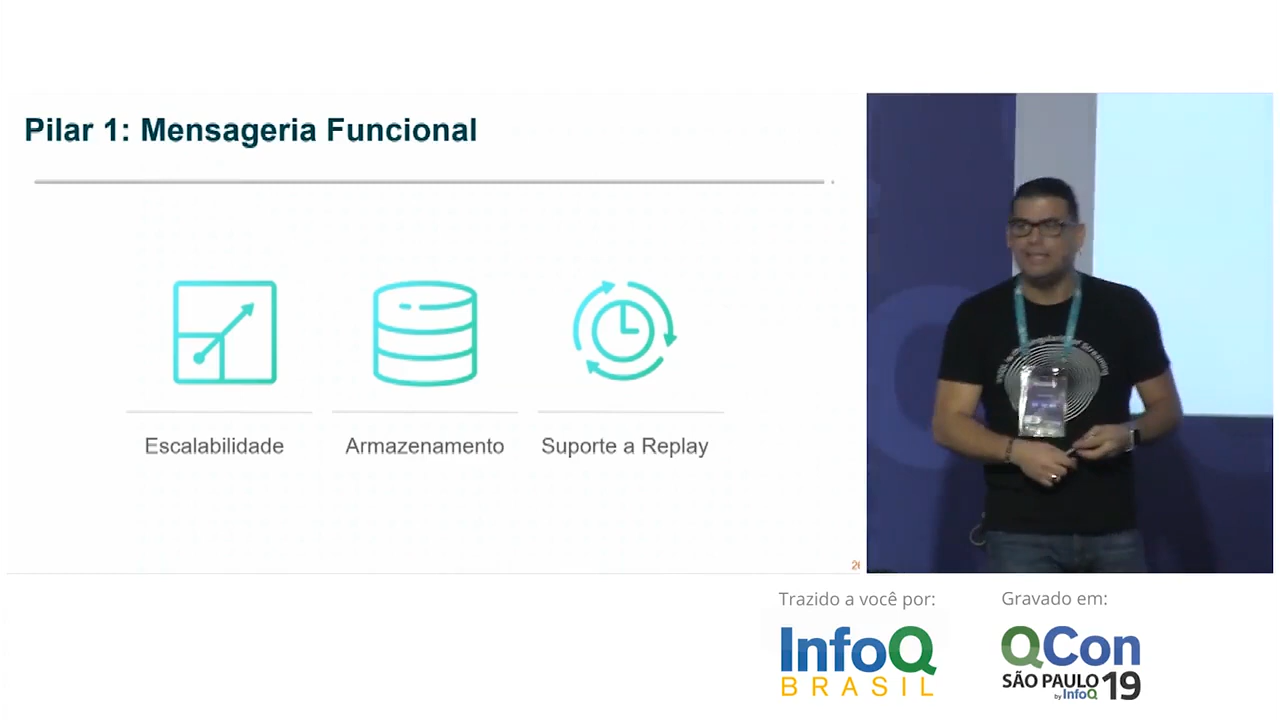 Pilar 1: Mensageria Funcional
Escalabilidade
Armazenamento
Suporte a Replay
Trazido a você por:
Gravado em:
InfoQ
BRASIL
QCon
SÃO PAULO 19
by InfoQ